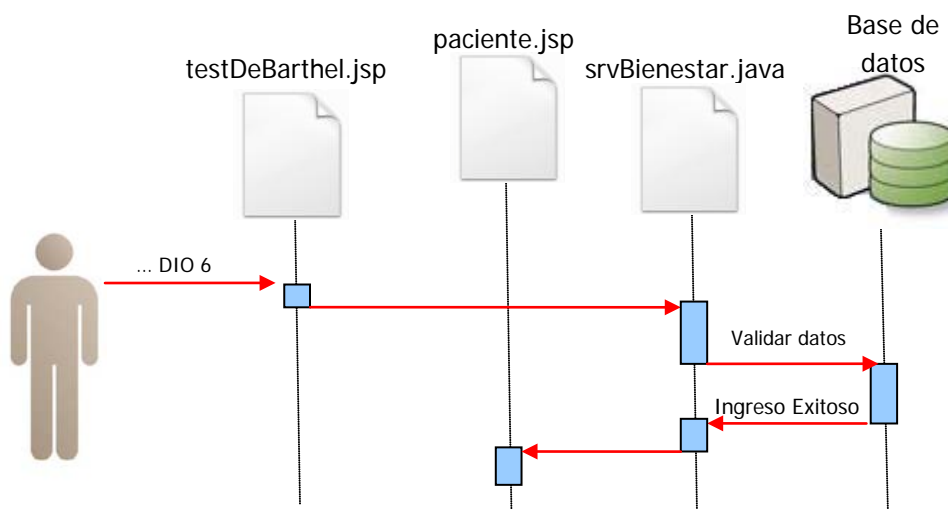 Base de
datos
paciente.jsp
testDeBarthel.jsp
srvBienestar.java
... DIO 6
Validar datos
Ingreso Exitoso